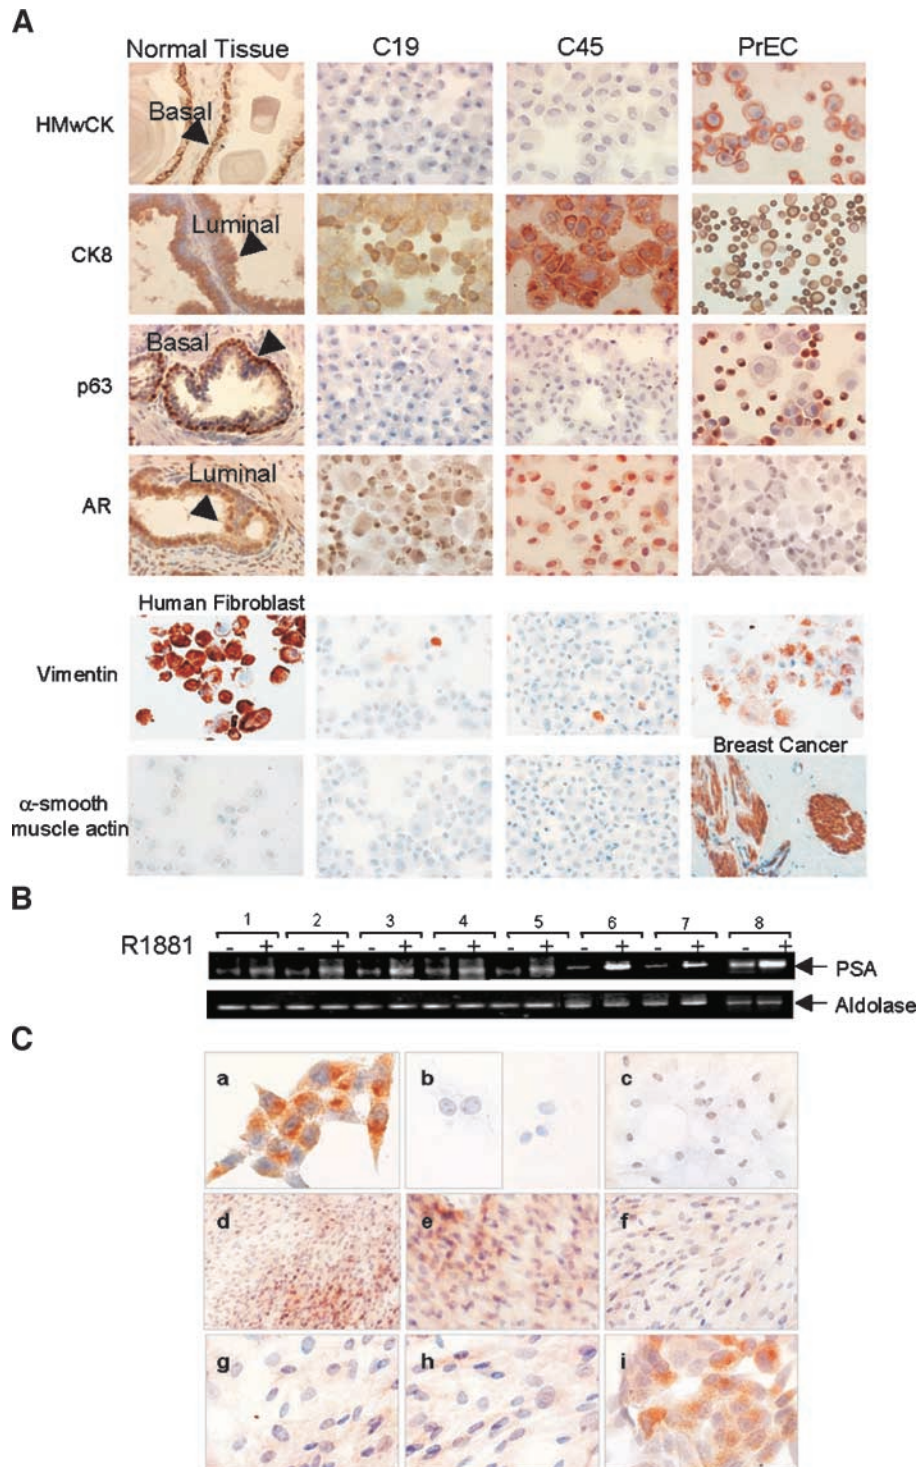 A
Normal Tissue C19 C45 PrEC
HMwCK
Basal
CK8
Luminal
p63
Basal
AR
Luminal
Human Fibroblast
Vimentin
Breast Cancer
α-smooth
muscle actin
B
1 2 3 4 5 6 7 8
R1881 - + - + - + - + - + - + - + - +
PSA
Aldolase
C
a b c
d e f
g h i